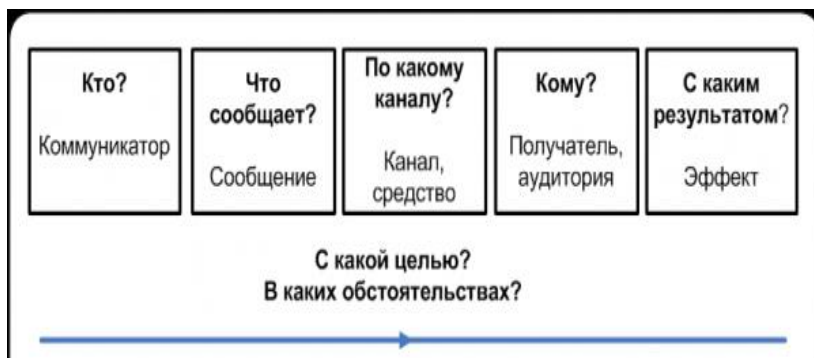 Кто?
Коммуникатор
Что
сообщает?
Сообщение
По какому
каналу?
Канал,
средство
Кому?
Получатель,
аудитория
С каким
результатом?
Эффект
С какой целью?
В каких обстоятельствах?